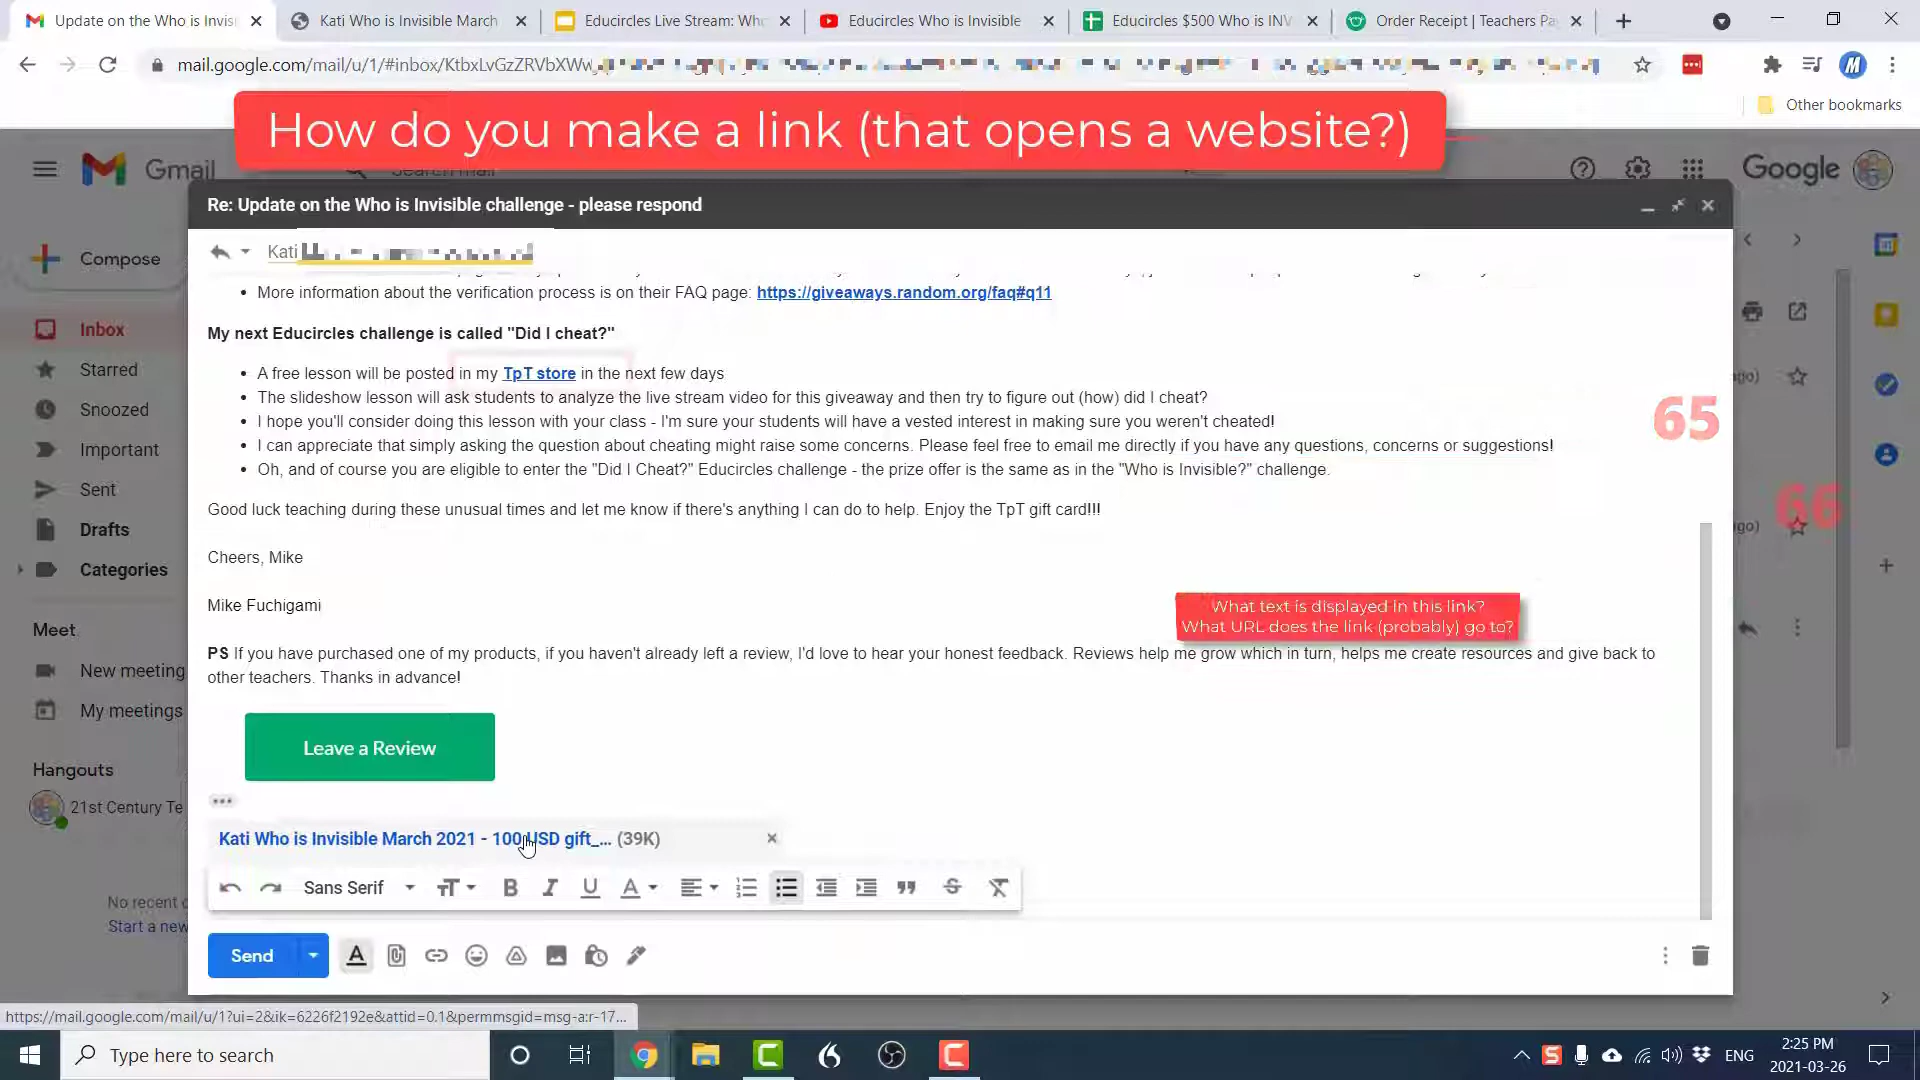 Update on the Who is Invis
Kati Who is Invisible March
Educircles Live Stream: Who
Educircles Who is Invisible
Educircles $500 Who is INV
Order Receipt | Teachers Pa
mail.google.com/mail/u/1/#inbox/KtbxLvGzZRVbXWw
Other bookmarks
How do you make a link (that opens a website?)
Gmail
Search mail
Google
Re: Update on the Who is Invisible challenge - please respond
Compose
Kati
• More information about the verification process is on their FAQ page: https://giveaways.random.org/faq#q11
Inbox
My next Educircles challenge is called "Did I cheat?"
Starred
• A free lesson will be posted in my TpT store in the next few days
ago)
• The slideshow lesson will ask students to analyze the live stream video for this giveaway and then try to figure out (how) did I cheat?
Snoozed
65
• I hope you'll consider doing this lesson with your class - I'm sure your students will have a vested interest in making sure you weren't cheated!
Important
• I can appreciate that simply asking the question about cheating might raise some concerns. Please feel free to email me directly if you have any questions, concerns or suggestions!
• Oh, and of course you are eligible to enter the "Did I Cheat?" Educircles challenge - the prize offer is the same as in the "Who is Invisible?" challenge.
Sent
66
Good luck teaching during these unusual times and let me know if there's anything I can do to help. Enjoy the TpT gift card!!!
Drafts
ago)
Cheers, Mike
Categories
Mike Fuchigami
What text is displayed in this link?
What URL does the link (probably) go to?
Meet
PS If you have purchased one of my products, if you haven't already left a review, I'd love to hear your honest feedback. Reviews help me grow which in turn, helps me create resources and give back to
other teachers. Thanks in advance!
New meeting
My meetings
Leave a Review
Hangouts
21st Century Te
Kati Who is Invisible March 2021 - 100 USD gift_... (39K)
Sans Serif
No recent c
Start a new
Send
https://mail.google.com/mail/u/1?ui=2&ik=6226f2192e&attid=0.1&permmsgid=msg-a:r-17...
Type here to search
ENG
2:25 PM
2021-03-26